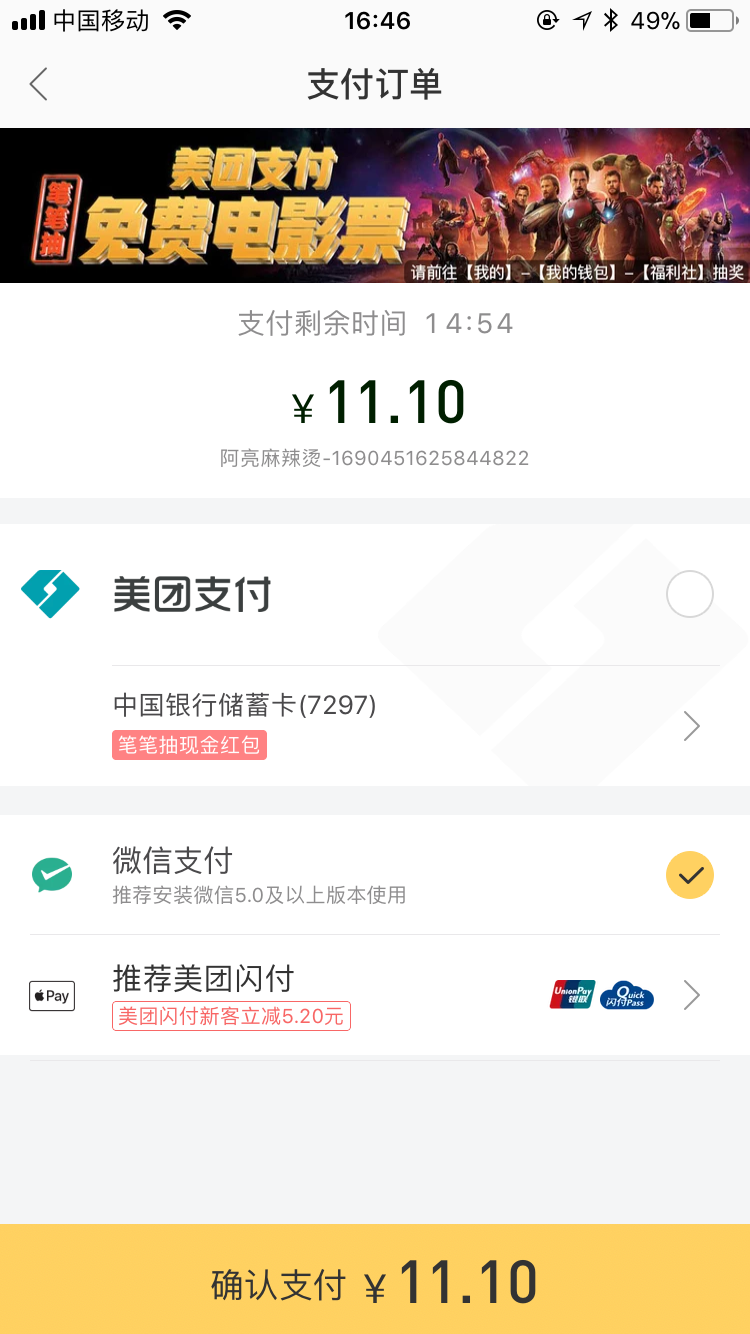 中国移动 16:46 49%
支付订单
笔笔抽
美团支付
免费电影票
请前往【我的】-【我的钱包】-【福利社】抽奖
支付剩余时间 14:54
¥11.10
阿亮麻辣烫-1690451625844822
美团支付
中国银行储蓄卡(7297)
笔笔抽现金红包
微信支付
推荐安装微信5.0及以上版本使用
Pay
推荐美团闪付
UnionPay
银联
Quick
闪付Pass
美团闪付新客立减5.20元
确认支付 ¥11.10